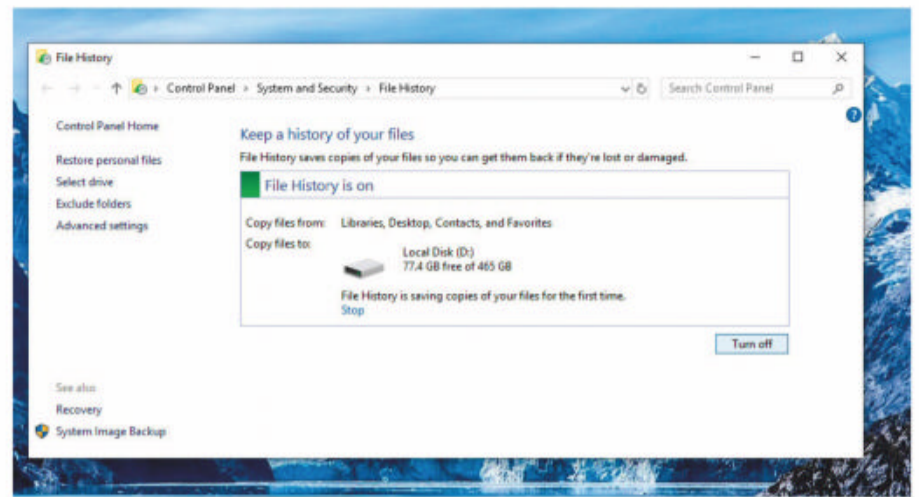 File History
Control Panel > System and Security > File History
Search Control Panel
Control Panel Home
Restore personal files
Select drive
Exclude folders
Advanced settings
Keep a history of your files
File History saves copies of your files so you can get them back if they're lost or damaged.
File History is on
Copy files from: Libraries, Desktop, Contacts, and Favorites
Copy files to:
Local Disk (D:)
77.4 GB free of 465 GB
File History is saving copies of your files for the first time.
Stop
Turn off
See also
Recovery
System Image Backup